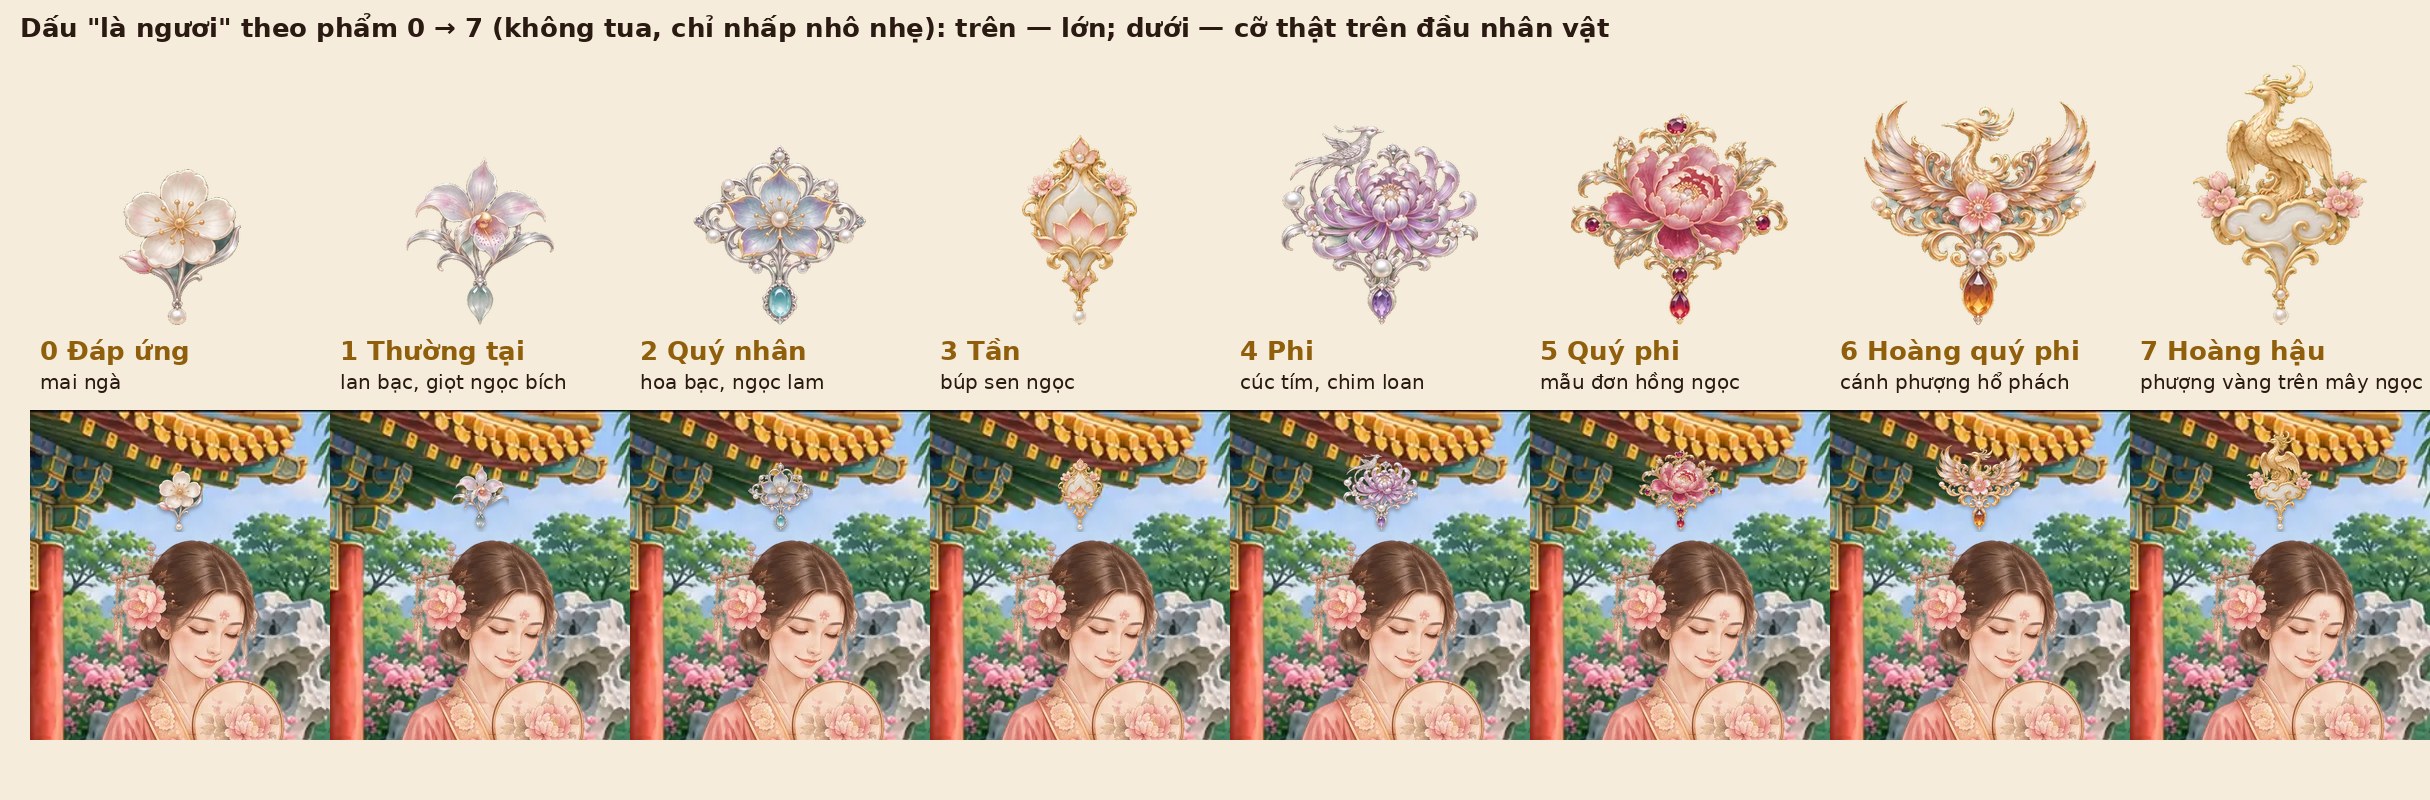 Dấu "là ngươi" theo phẩm 0 → 7 (không tua, chỉ nhấp nhô nhẹ): trên — lớn; dưới — cỡ thật trên đầu nhân vật
0 Đáp ứng
mai ngà
1 Thường tại
lan bạc, giọt ngọc bích
2 Quý nhân
hoa bạc, ngọc lam
3 Tần
búp sen ngọc
4 Phi
cúc tím, chim loan
5 Quý phi
mẫu đơn hồng ngọc
6 Hoàng quý phi
cánh phượng hổ phách
7 Hoàng hậu
phượng vàng trên mây ngọc